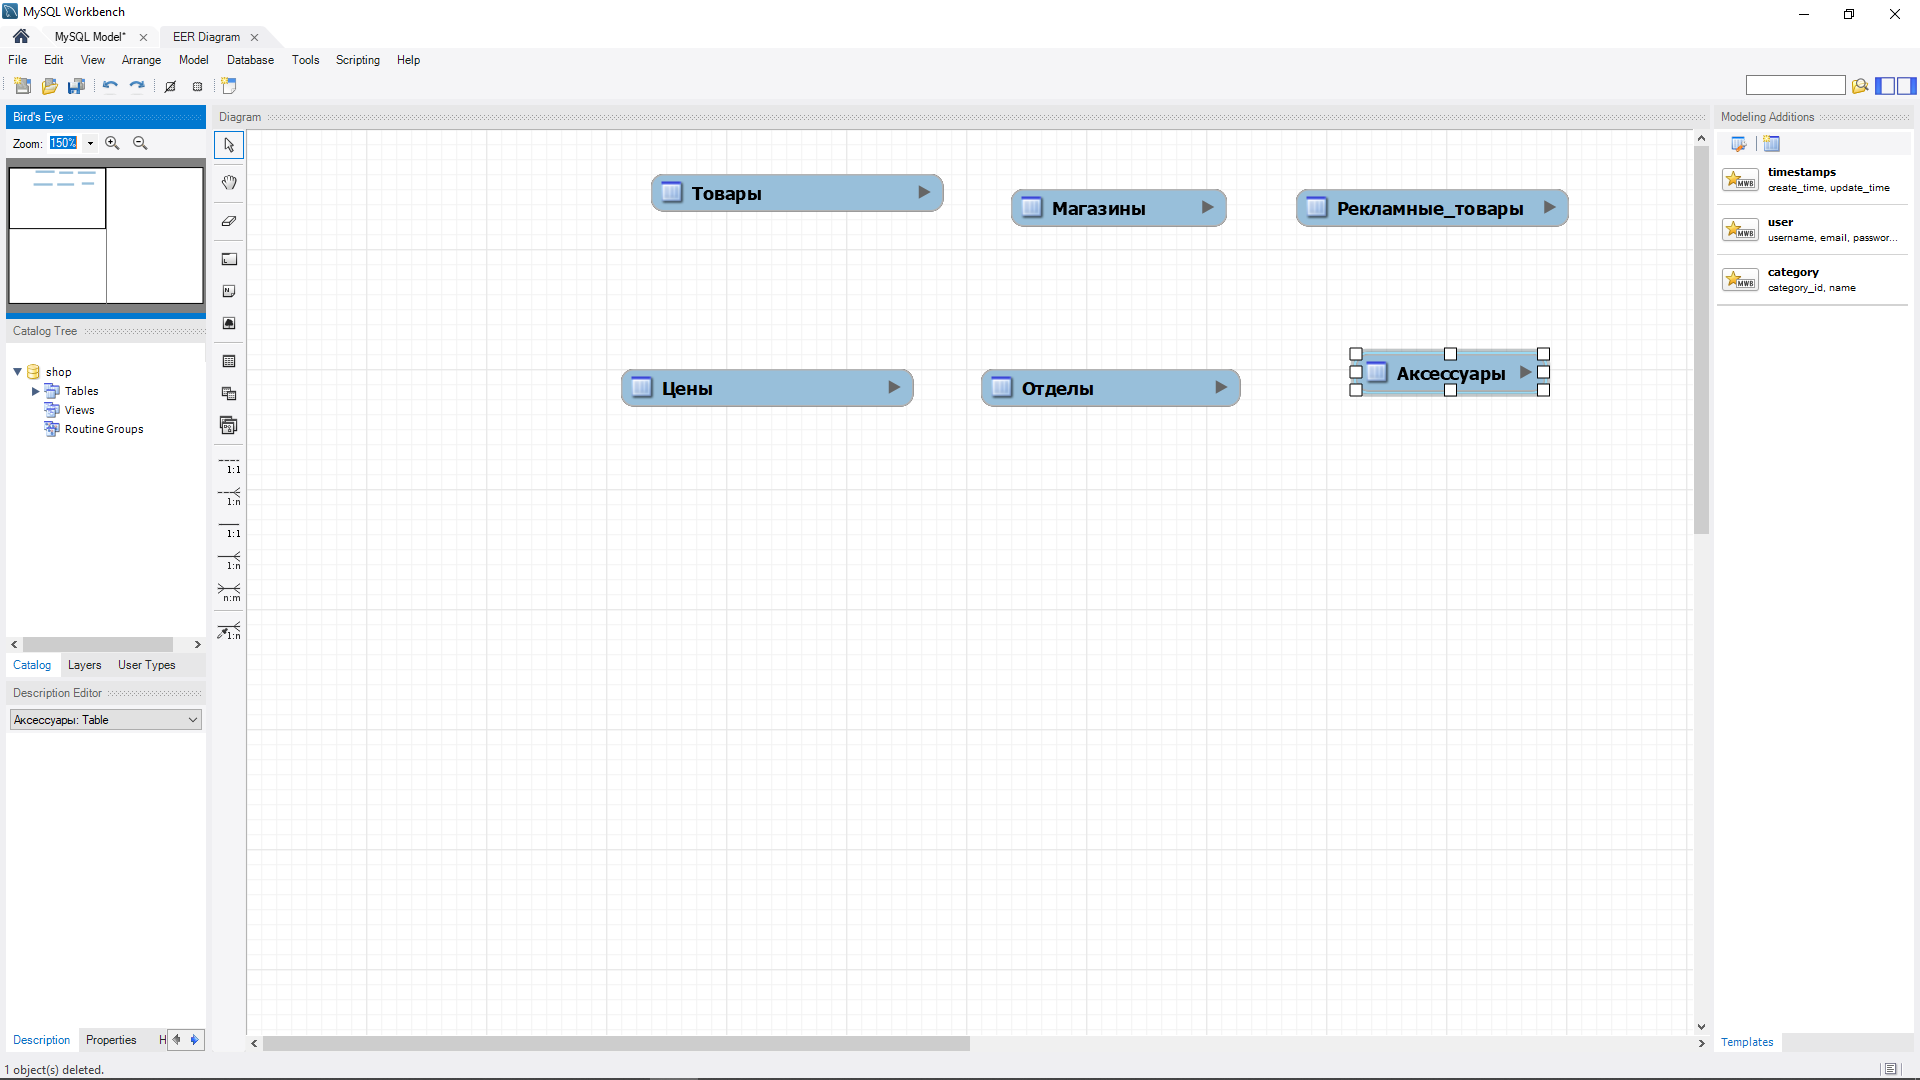 MySQL Workbench
MySQL Model*
EER Diagram
File Edit View Arrange Model Database Tools Scripting Help
Bird's Eye
Zoom: 150%
Catalog Tree
shop
Tables
Views
Routine Groups
Catalog Layers User Types
Description Editor
Аксессуары: Table
Description Properties H
1 object(s) deleted.
Diagram
1:1
1:n
1:1
1:n
n:m
1:n
Товары
Магазины
Рекламные_товары
Цены
Отделы
Аксессуары
Modeling Additions
MWB
timestamps
create_time, update_time
MWB
user
username, email, passwor...
MWB
category
category_id, name
Templates